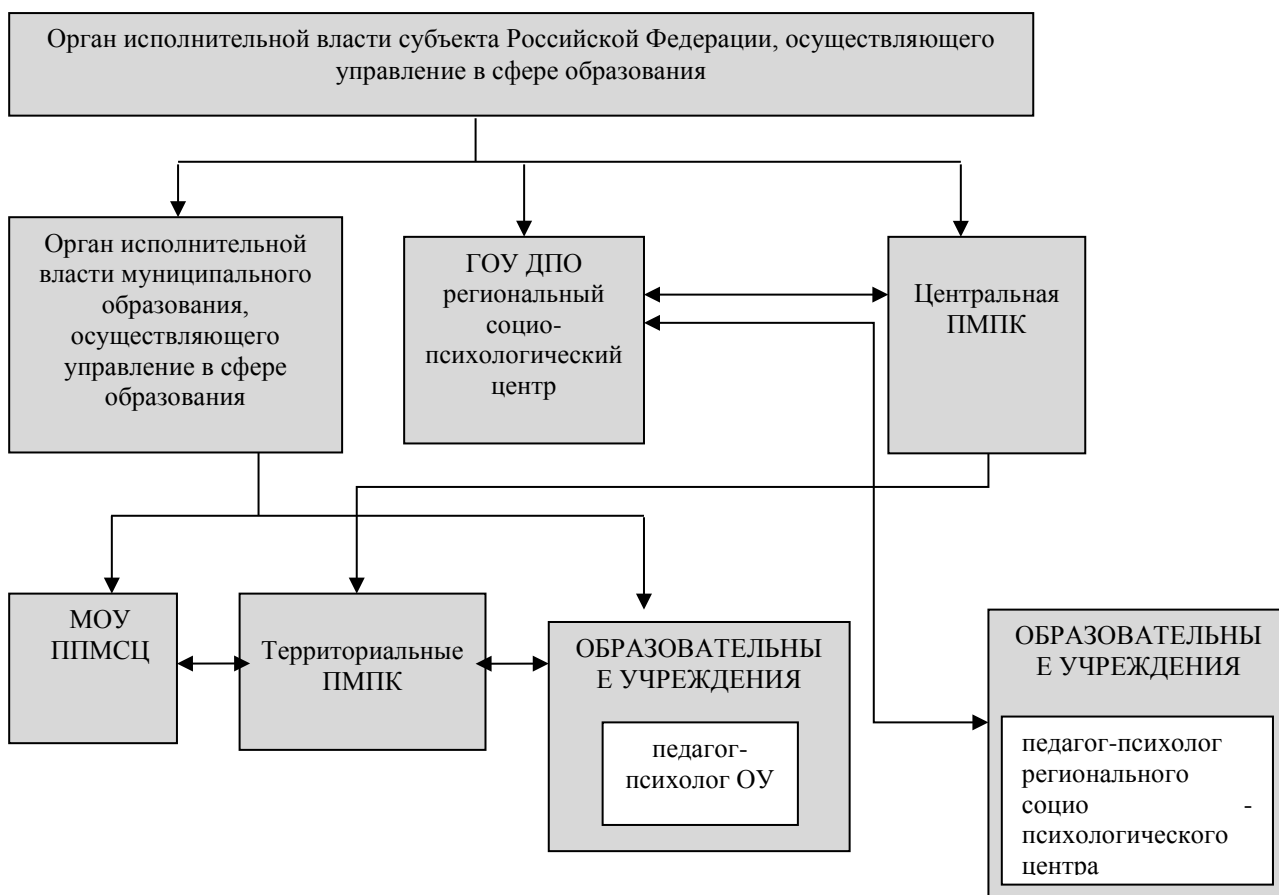 Орган исполнительной власти субъекта Российской Федерации, осуществляющего
управление в сфере образования
Орган исполнительной
власти муниципального
образования,
осуществляющего
управление в сфере
образования
ГОУ ДПО
региональный
социо-
психологический
центр
Центральная
ПМПК
МОУ
ППМСЦ
Территориальные
ПМПК
ОБРАЗОВАТЕЛЬНЫ
Е УЧРЕЖДЕНИЯ
педагог-
психолог ОУ
ОБРАЗОВАТЕЛЬНЫ
Е УЧРЕЖДЕНИЯ
педагог-психолог
регионального
социо -
психологического
центра